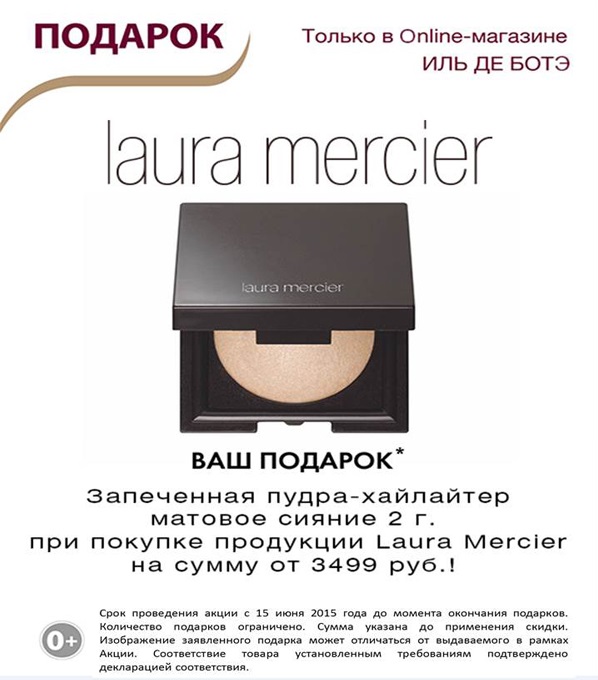 ПОДАРОК
Только в Online-магазине
ИЛЬ ДЕ БОТЭ
laura mercier
laura mercier
ВАШ ПОДАРОК*
Запеченная пудра-хайлайтер
матовое сияние 2 г.
при покупке продукции Laura Mercier
на сумму от 3499 руб.!
0+
Срок проведения акции с 15 июня 2015 года до момента окончания подарков.
Количество подарков ограничено. Сумма указана до применения скидки.
Изображение заявленного подарка может отличаться от выдаваемого в рамках
Акции. Соответствие товара установленным требованиям подтверждено
декларацией соответствия.